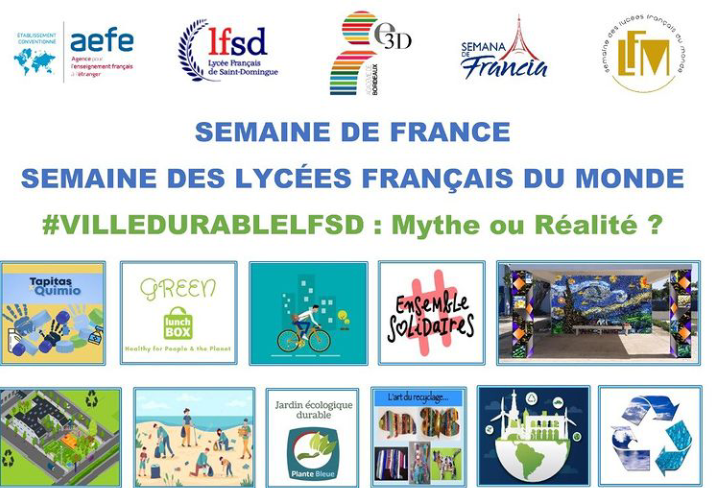 ÉTABLISSEMENT
CONVENTIONNÉ
aefe
Agence pour
l'enseignement français
à l'étranger
lfsd
Lycée Français
de Saint-Domingue
e3D
BORDEAUX
SEMANA
DE
Francia
semaine des lycées français du monde
LFM
SEMAINE DE FRANCE
SEMAINE DES LYCÉES FRANÇAIS DU MONDE
#VILLEDURABLELFSD : Mythe ou Réalité ?
Tapitas
Quimio
GREEN
lunch
BOX
Healthy for People & the Planet
ENSEMBLE
SOLIDAIRES
Jardin écologique
durable
Plante Bleue
L'art du recyclage...